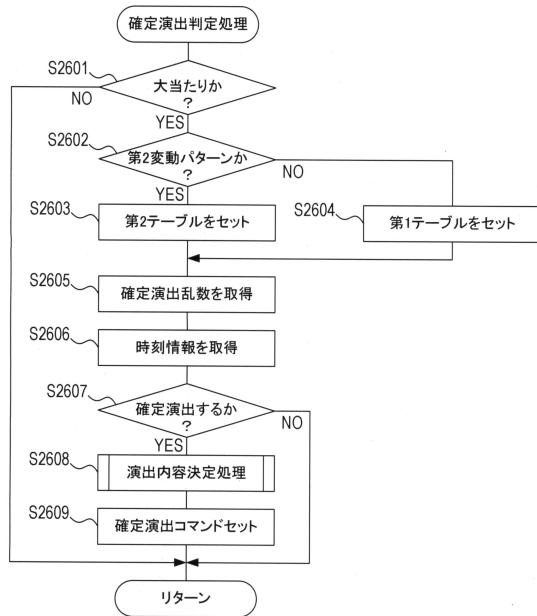 確定演出判定処理
S2601
大当たりか
?
NO
YES
S2602
第2変動パターンか
?
NO
YES
S2603
第2テーブルをセット
S2604
第1テーブルをセット
S2605
確定演出乱数を取得
S2606
時刻情報を取得
S2607
確定演出するか
?
NO
YES
S2608
演出内容決定処理
S2609
確定演出コマンドセット
リターン